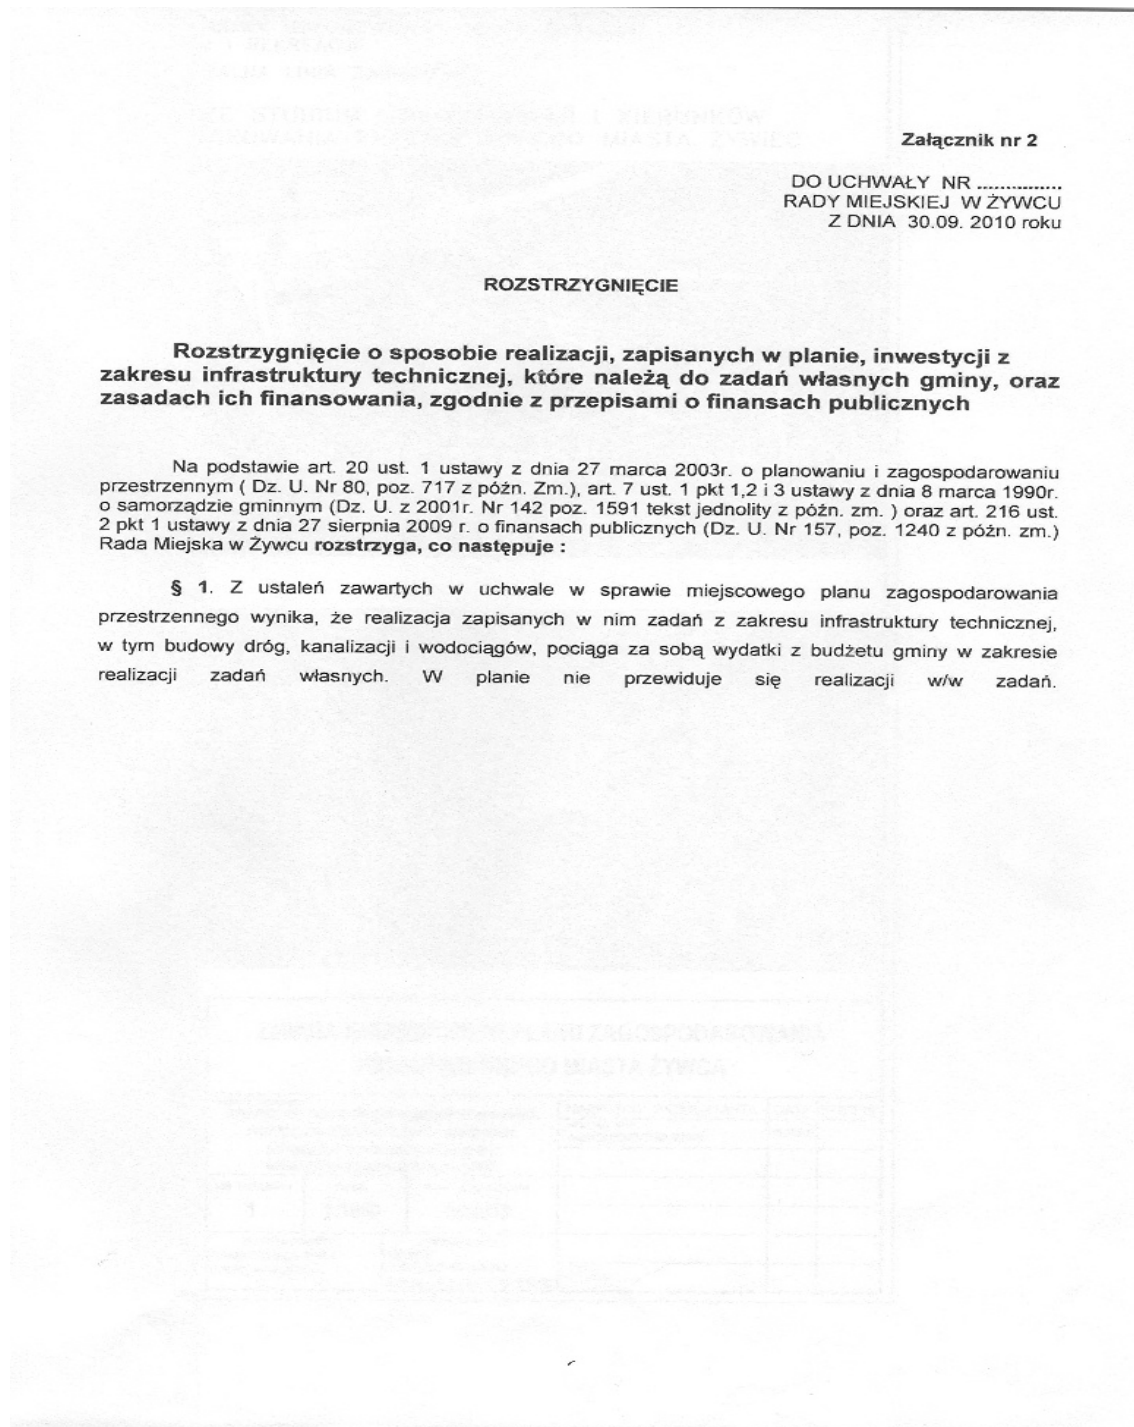 Załącznik nr 2
DO UCHWAŁY NR ...............
RADY MIEJSKIEJ W ŻYWCU
Z DNIA 30.09. 2010 roku
ROZSTRZYGNIĘCIE
Rozstrzygnięcie o sposobie realizacji, zapisanych w planie, inwestycji z
zakresu infrastruktury technicznej, które należą do zadań własnych gminy, oraz
zasadach ich finansowania, zgodnie z przepisami o finansach publicznych
Na podstawie art. 20 ust. 1 ustawy z dnia 27 marca 2003r. o planowaniu i zagospodarowaniu
przestrzennym ( Dz. U. Nr 80, poz. 717 z późn. Zm.), art. 7 ust. 1 pkt 1,2 i 3 ustawy z dnia 8 marca 1990r.
o samorządzie gminnym (Dz. U. z 2001r. Nr 142 poz. 1591 tekst jednolity z późn. zm. ) oraz art. 216 ust.
2 pkt 1 ustawy z dnia 27 sierpnia 2009 r. o finansach publicznych (Dz. U. Nr 157, poz. 1240 z późn. zm.)
Rada Miejska w Żywcu rozstrzyga, co następuje :
§ 1. Z ustaleń zawartych w uchwale w sprawie miejscowego planu zagospodarowania
przestrzennego wynika, że realizacja zapisanych w nim zadań z zakresu infrastruktury technicznej,
w tym budowy dróg, kanalizacji i wodociągów, pociąga za sobą wydatki z budżetu gminy w zakresie
realizacji zadań własnych. W planie nie przewiduje się realizacji w/w zadań.